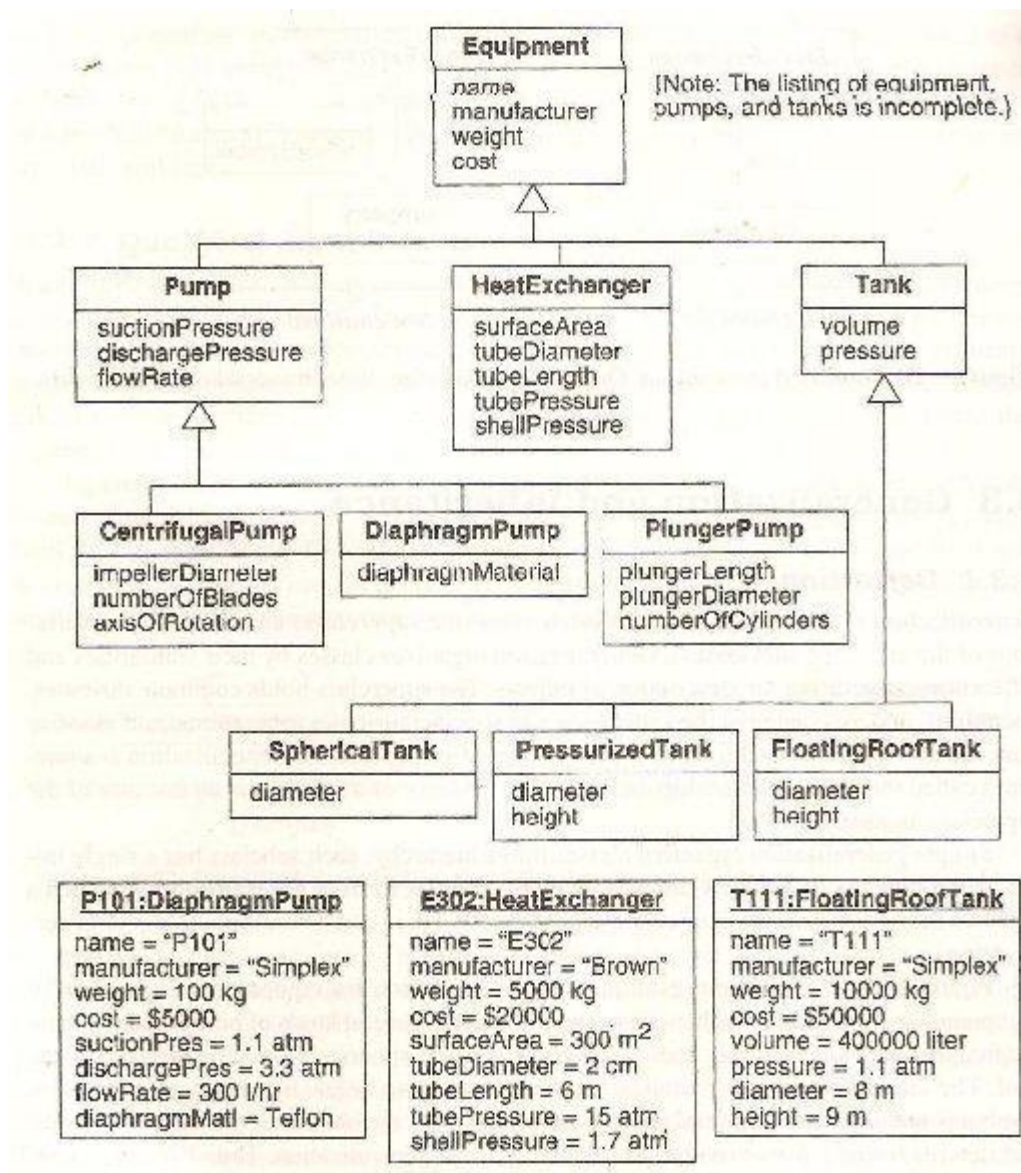 Equipment
name
manufacturer
weight
cost
{Note: The listing of equipment,
pumps, and tanks is incomplete.}
Pump
suctionPressure
dischargePressure
flowRate
HeatExchanger
surfaceArea
tubeDiameter
tubeLength
tubePressure
shellPressure
Tank
volume
pressure
CentrifugalPump
impellerDiameter
numberOfBlades
axisOfRotation
DiaphragmPump
diaphragmMaterial
PlungerPump
plungerLength
plungerDiameter
numberOfCylinders
SphericalTank
diameter
PressurizedTank
diameter
height
FloatingRoofTank
diameter
height
P101:DiaphragmPump
name = "P101"
manufacturer = "Simplex"
weight = 100 kg
cost = $5000
suctionPres = 1.1 atm
dischargePres = 3.3 atm
flowRate = 300 l/hr
diaphragmMatl = Teflon
E302:HeatExchanger
name = "E302"
manufacturer = "Brown"
weight = 5000 kg
cost = $20000
surfaceArea = 300 m²
tubeDiameter = 2 cm
tubeLength = 6 m
tubePressure = 15 atm
shellPressure = 1.7 atm
T111:FloatingRoofTank
name = "T111"
manufacturer = "Simplex"
weight = 10000 kg
cost = $50000
volume = 400000 liter
pressure = 1.1 atm
diameter = 8 m
height = 9 m